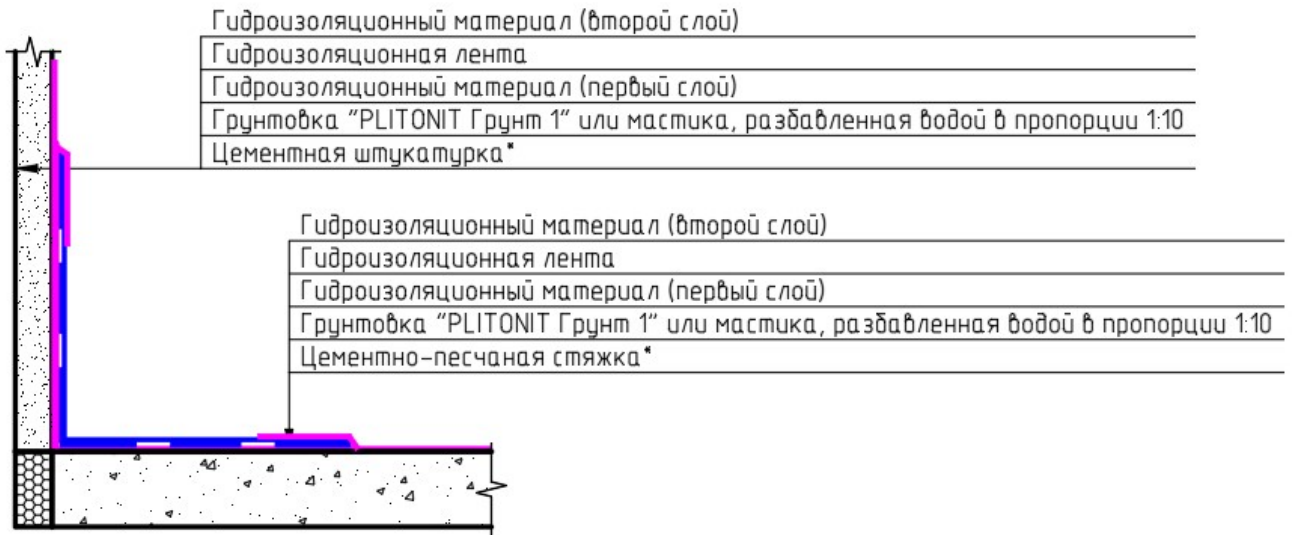 Гидроизоляционный материал (второй слой)
Гидроизоляционная лента
Гидроизоляционный материал (первый слой)
Грунтовка "PLITONIT Грунт 1" или мастика, разбавленная водой в пропорции 1:10
Цементная штукатурка*
Гидроизоляционный материал (второй слой)
Гидроизоляционная лента
Гидроизоляционный материал (первый слой)
Грунтовка "PLITONIT Грунт 1" или мастика, разбавленная водой в пропорции 1:10
Цементно-песчаная стяжка*